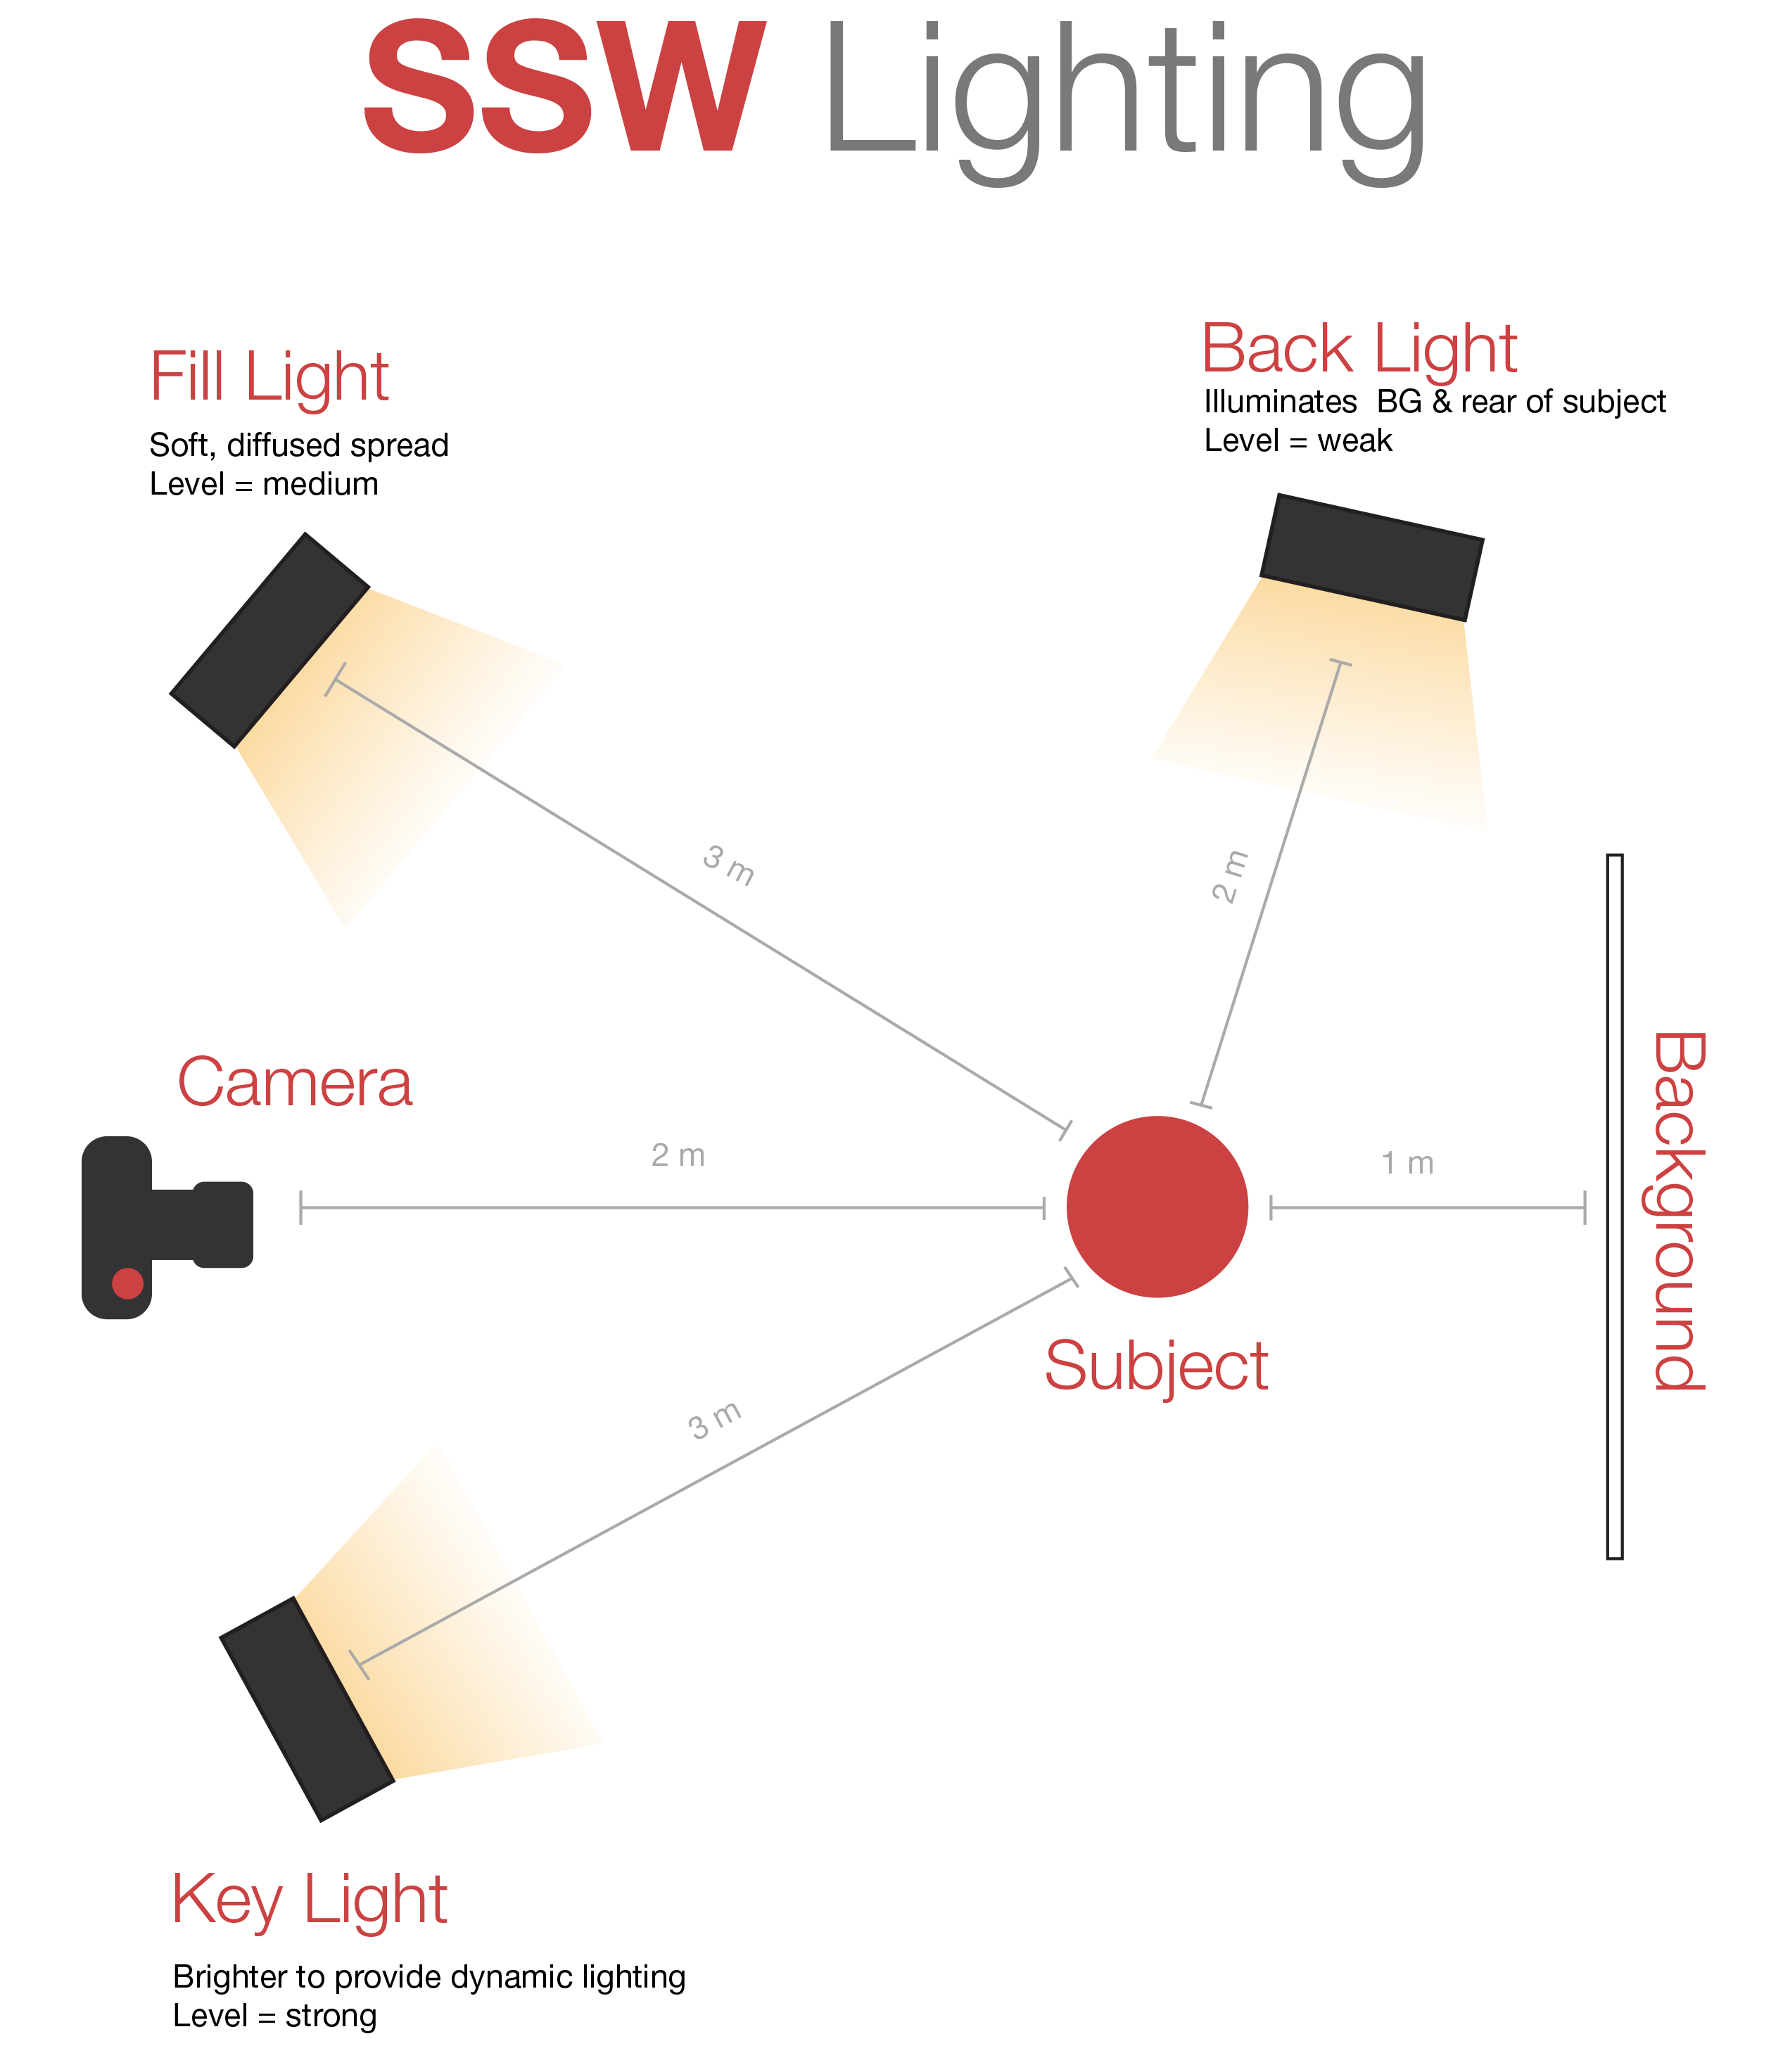 SSW Lighting
Fill Light
Soft, diffused spread
Level = medium
Back Light
Illuminates  BG & rear of subject
Level = weak
3 m
2 m
Camera
2 m
1 m
Background
Subject
3 m
Key Light
Brighter to provide dynamic lighting
Level = strong